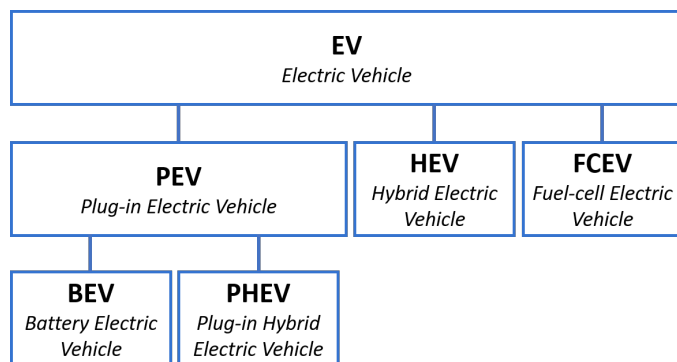 EV
Electric Vehicle
PEV
Plug-in Electric Vehicle
HEV
Hybrid Electric
Vehicle
FCEV
Fuel-cell Electric
Vehicle
BEV
Battery Electric
Vehicle
PHEV
Plug-in Hybrid
Electric Vehicle